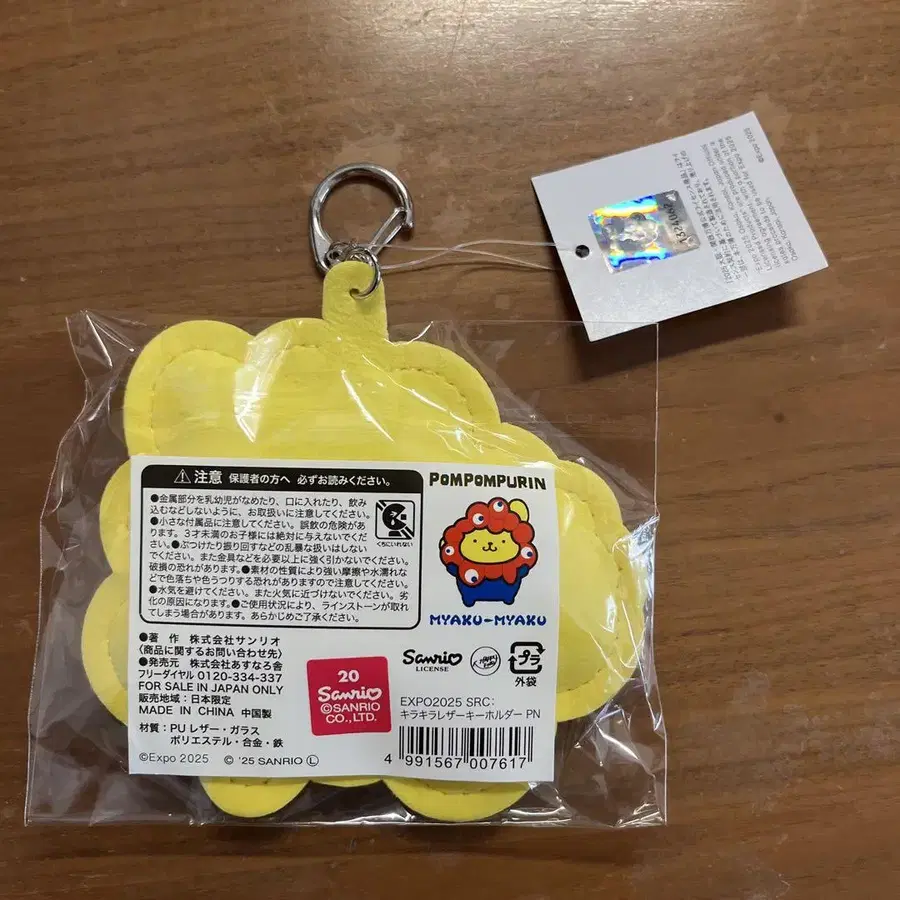 ⚠注意 保護者の方へ 必ずお読みください。
●金属部分を乳幼児がなめたり、口に入れたり、飲み
込むなどしないように、お取扱いに注意してください。
●小さな付属品に注意してください。誤飲の危険があ
ります。3才未満のお子様には絶対に与えないでくだ
さい。●ぶつけたり振り回すなどの乱暴な扱いはしない
でください。また金具などを必要以上に強く引かないでください。
破損の恐れがあります。●素材の性質により強い摩擦や水濡れな
どで色落ちや色うつりする恐れがありますので注意してください。
●水気を避けてください。また火気に近づけないでください。劣
化の原因になります。●ご使用状況により、ラインストーンが取れ
てしまう場合があります。あらかじめご了承ください。
くちにいれない
●著 作 株式会社サンリオ
〈商品に関するお問い合わせ先〉
●発売元 株式会社あすなろ舎
フリーダイヤル 0120-334-337
FOR SALE IN JAPAN ONLY
販売地域：日本限定
MADE IN CHINA 中国製
材質：PU レザー・ガラス
ポリエステル・合金・鉄
©Expo 2025 © '25 SANRIO Ⓛ
20
Sanrio
©SANRIO
CO.,LTD.
POMPOMPURIN
MYAKU-MYAKU
Sanrio
LICENSE
プラ
外袋
EXPO2025 SRC：
キラキラレザーキーホルダー PN
4 991567 007617
©Expo 2025